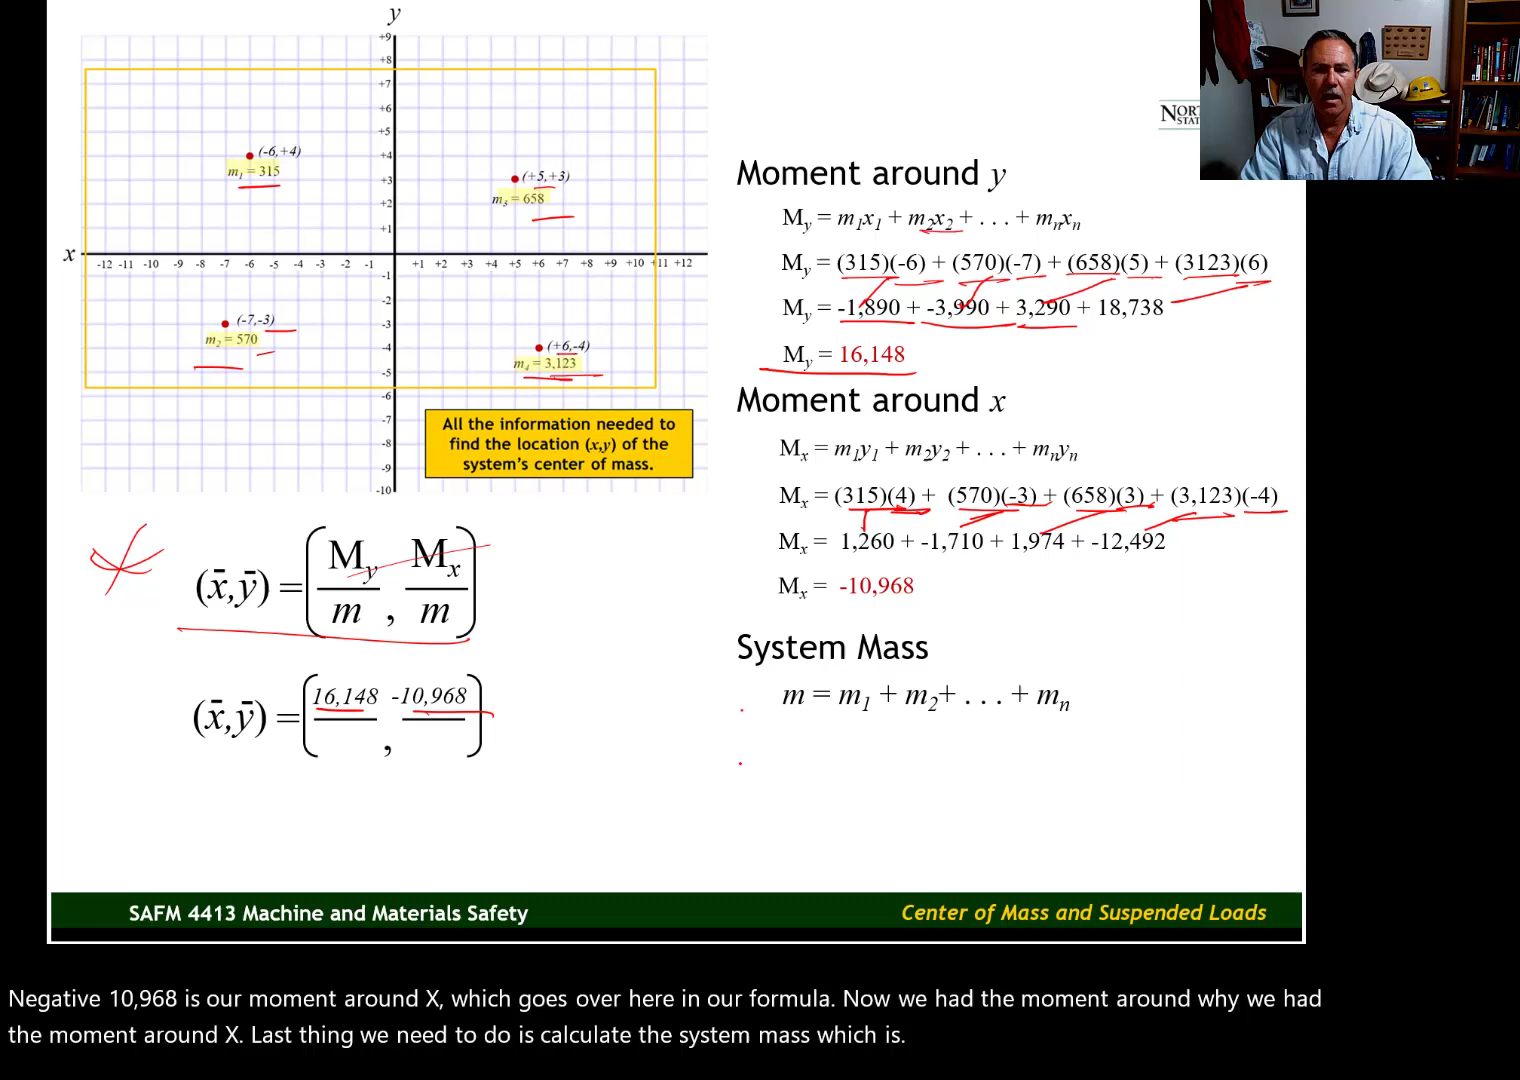 y
+9
+8
+7
+6
+5
+4
+3
+2
+1
(-6,+4)
m1 = 315
(+5,+3)
m3 = 658
x
-12 -11 -10 -9 -8 -7 -6 -5 -4 -3 -2 -1 +1 +2 +3 +4 +5 +6 +7 +8 +9 +10 +11 +12
-1
-2
-3
-4
-5
-6
-7
-8
-9
-10
(-7,-3)
m2 = 570
(+6,-4)
m4 = 3,123
All the information needed to
find the location (x,y) of the
system's center of mass.
(x̄,ȳ) = (My/m , Mx/m)
(x̄,ȳ) = (16,148 , -10,968)
NOR
STAT
Moment around y
My = m1x1 + m2x2 + . . . + mnxn
My = (315)(-6) + (570)(-7) + (658)(5) + (3123)(6)
My = -1,890 + -3,990 + 3,290 + 18,738
My = 16,148
Moment around x
Mx = m1y1 + m2y2 + . . . + mnyn
Mx = (315)(4) + (570)(-3) + (658)(3) + (3,123)(-4)
Mx = 1,260 + -1,710 + 1,974 + -12,492
Mx = -10,968
System Mass
m = m1 + m2+ . . . + mn
SAFM 4413 Machine and Materials Safety
Center of Mass and Suspended Loads
Negative 10,968 is our moment around X, which goes over here in our formula. Now we had the moment around why we had
the moment around X. Last thing we need to do is calculate the system mass which is.